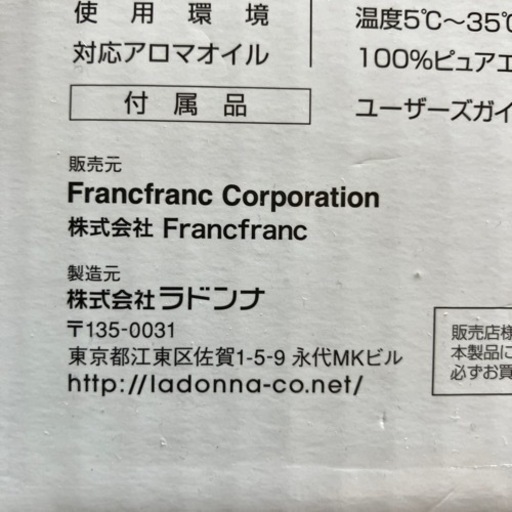 使用環境
温度5℃〜35℃
対応アロマオイル
100%ピュアエ
付属品
ユーザーズガイ
販売元
Francfranc Corporation
株式会社 Francfranc
製造元
株式会社ラドンナ
〒135-0031
東京都江東区佐賀1-5-9 永代MKビル
http://ladonna-co.net/
販売店様
本製品に
必ずお買